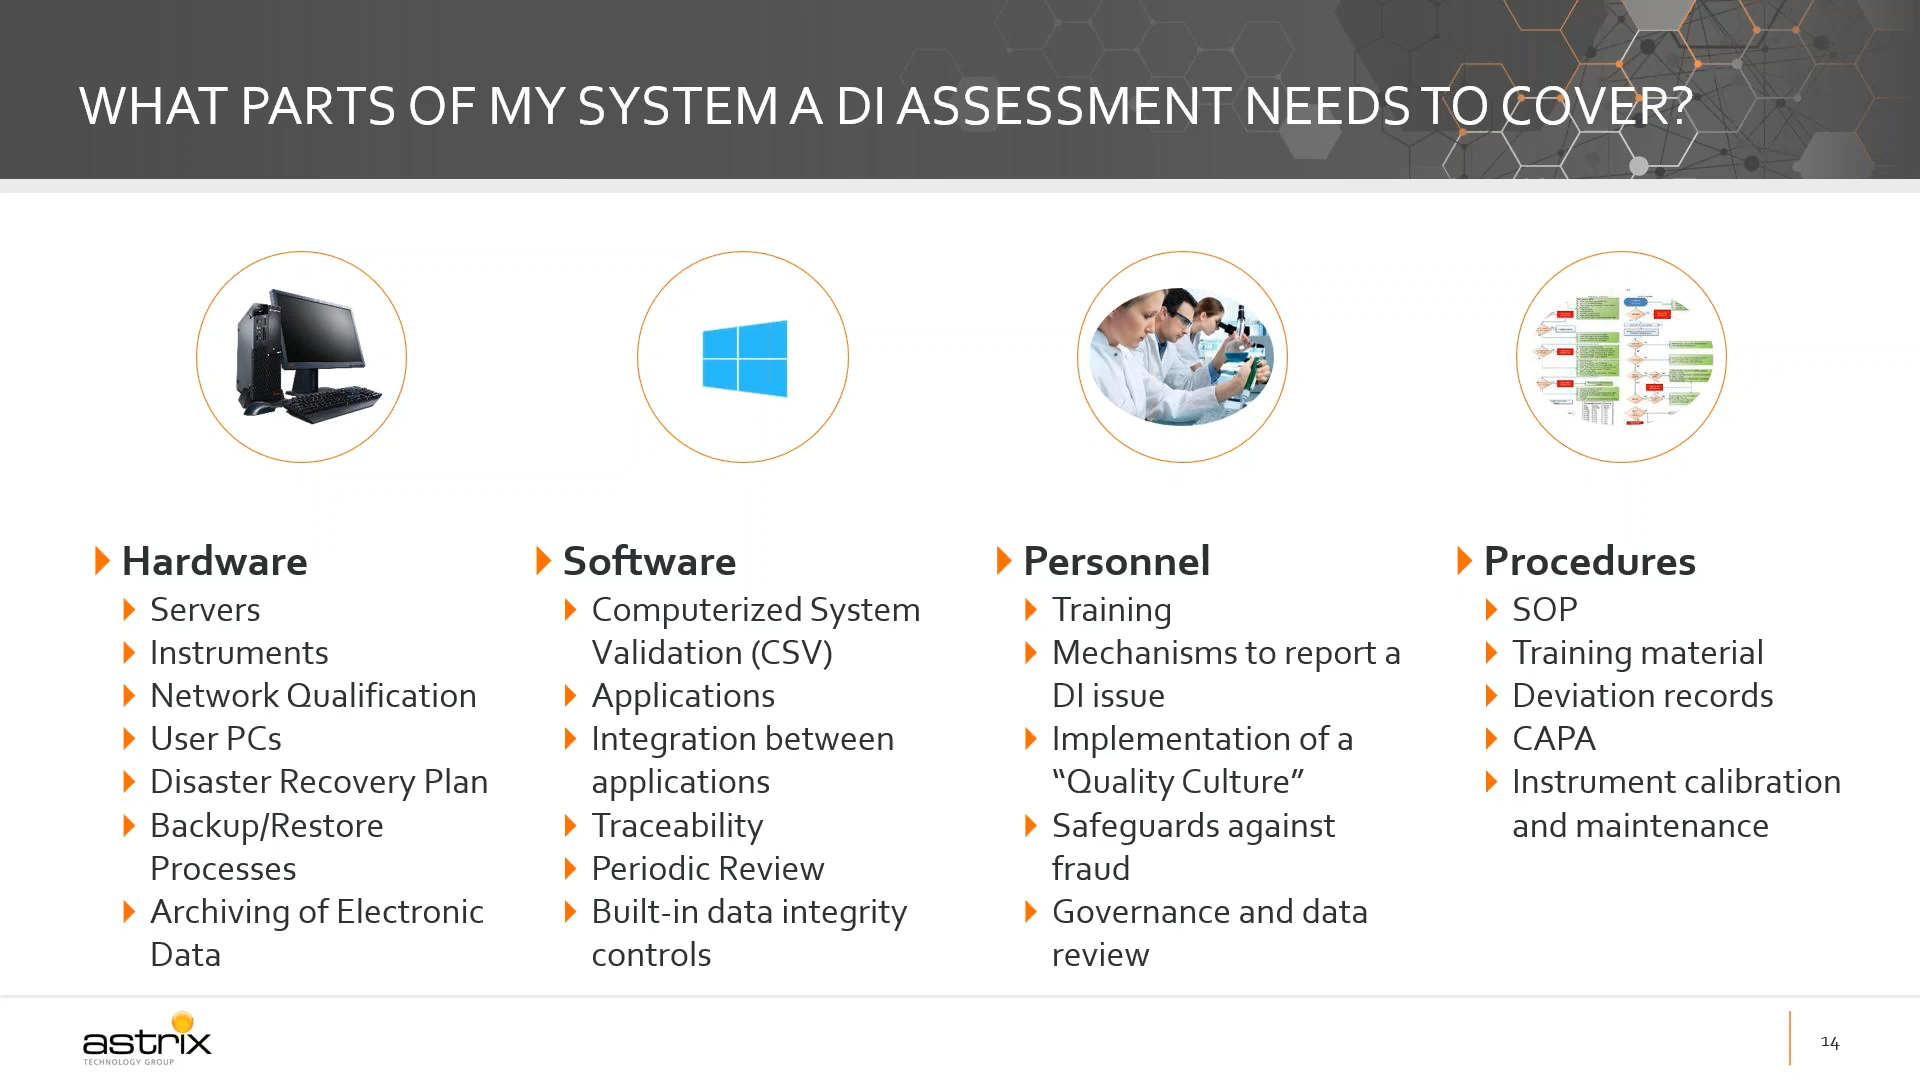 WHAT PARTS OF MY SYSTEM A DI ASSESSMENT NEEDS TO COVER?
Hardware
Servers
Instruments
Network Qualification
User PCs
Disaster Recovery Plan
Backup/Restore
Processes
Archiving of Electronic
Data
Software
Computerized System
Validation (CSV)
Applications
Integration between
applications
Traceability
Periodic Review
Built-in data integrity
controls
Personnel
Training
Mechanisms to report a
DI issue
Implementation of a
“Quality Culture”
Safeguards against
fraud
Governance and data
review
Procedures
SOP
Training material
Deviation records
CAPA
Instrument calibration
and maintenance
astrix
TECHNOLOGY GROUP
14